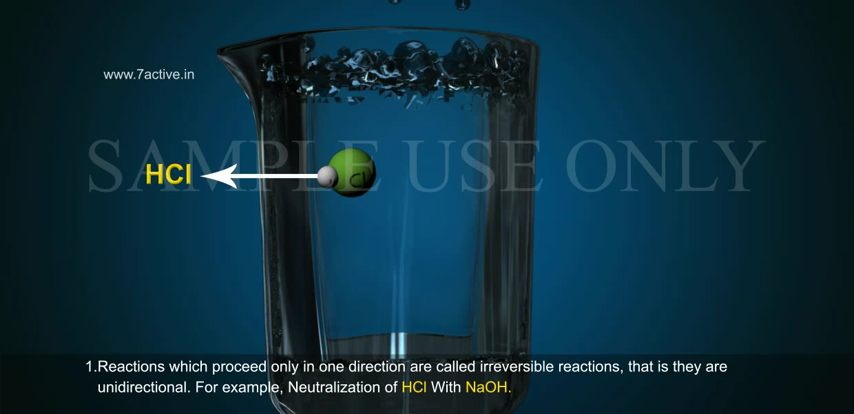 www.7active.in
SAMPLE USE ONLY
HCl
Cl
1.Reactions which proceed only in one direction are called irreversible reactions, that is they are
unidirectional. For example, Neutralization of HCl With NaOH.